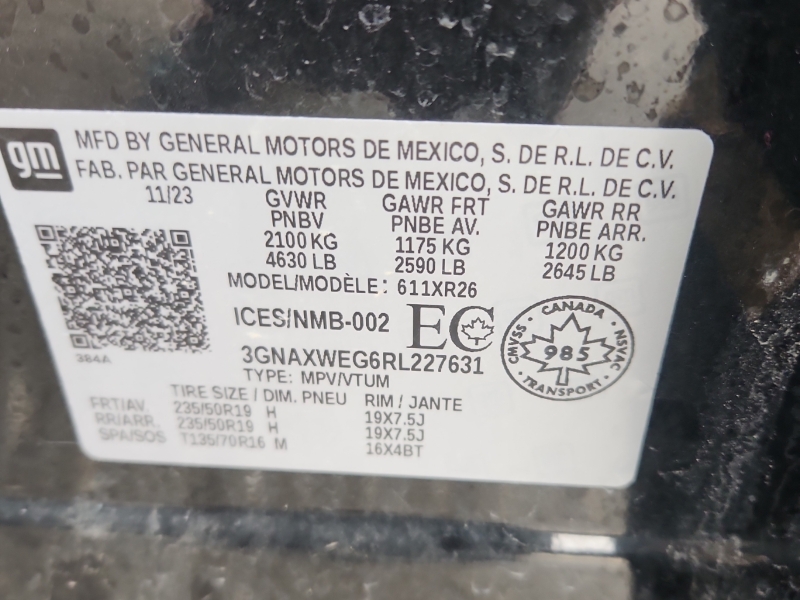 gm
MFD BY GENERAL MOTORS DE MEXICO, S. DE R.L. DE C.V.
FAB. PAR GENERAL MOTORS DE MEXICO, S. DE R.L. DE C.V.
11/23 GVWR GAWR FRT GAWR RR
PNBV PNBE AV. PNBE ARR.
2100 KG 1175 KG 1200 KG
4630 LB 2590 LB 2645 LB
MODEL/MODÈLE: 611XR26
ICES/NMB-002 EC
CANADA
CMVSS 985 NSVAC
TRANSPORT
384A 3GNAXWEG6RL227631
TYPE: MPV/VTUM
TIRE SIZE / DIM. PNEU RIM / JANTE
FRT/AV. 235/50R19 H 19X7.5J
RR/ARR. 235/50R19 H 19X7.5J
SPA/SOS T135/70R16 M 16X4BT